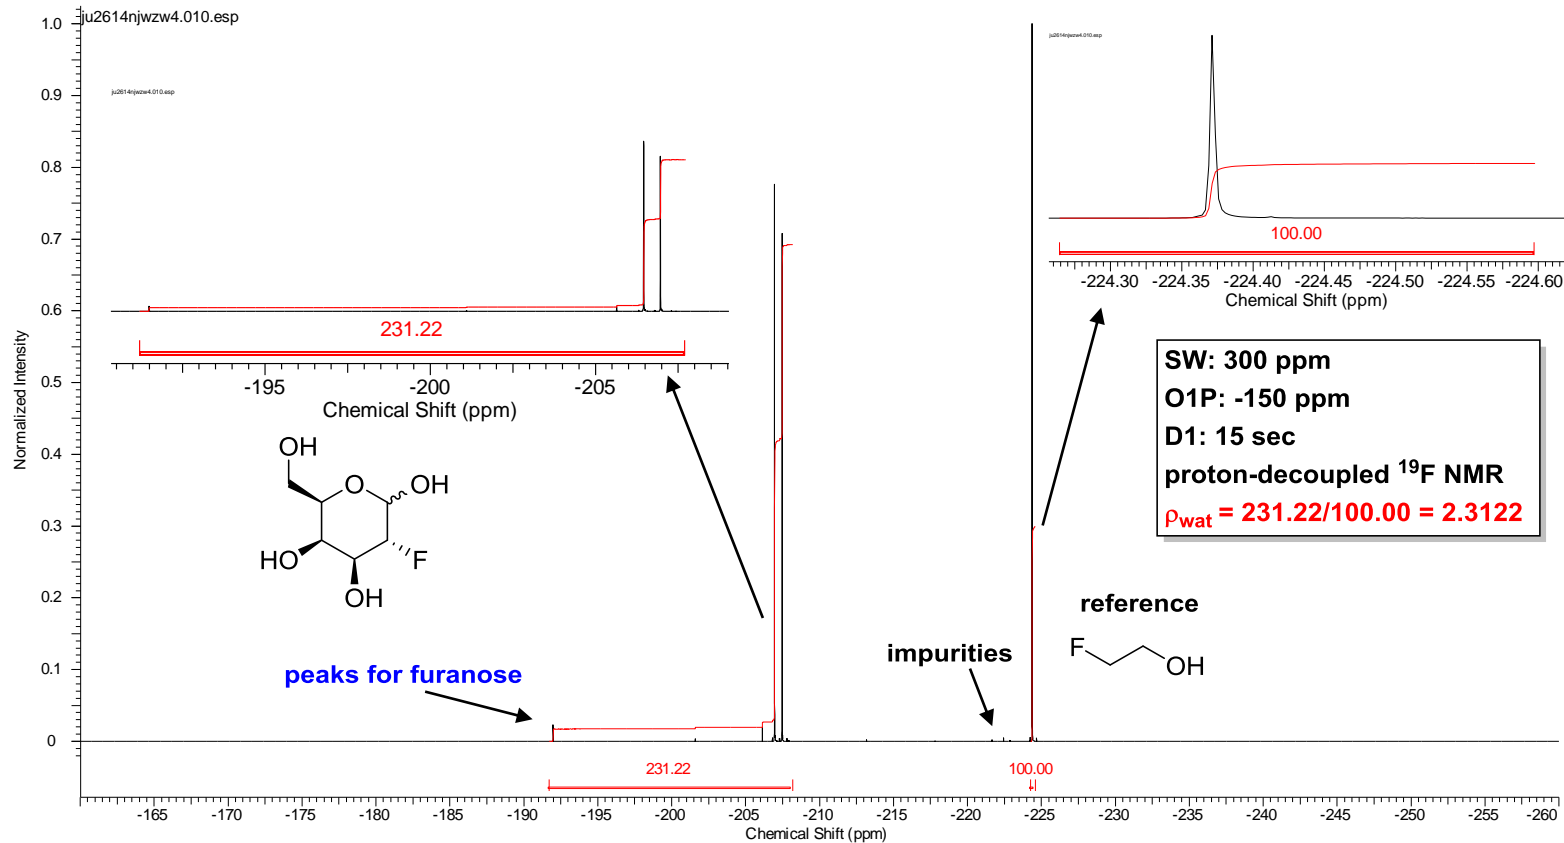 ju2614njwzw4.010.esp
ju2614njwzw4.010.esp
ju2614njwzw4.010.esp
Normalized Intensity
1.0
0.9
0.8
0.7
0.6
0.5
0.4
0.3
0.2
0.1
0
231.22
-195 -200 -205
Chemical Shift (ppm)
100.00
-224.30 -224.35 -224.40 -224.45 -224.50 -224.55 -224.60
Chemical Shift (ppm)
SW: 300 ppm
O1P: -150 ppm
D1: 15 sec
proton-decoupled ¹⁹F NMR
ρwat = 231.22/100.00 = 2.3122
OH
O
OH
HO
F
OH
reference
F
OH
impurities
peaks for furanose
231.22
100.00
-165 -170 -175 -180 -185 -190 -195 -200 -205 -210 -215 -220 -225 -230 -235 -240 -245 -250 -255 -260
Chemical Shift (ppm)